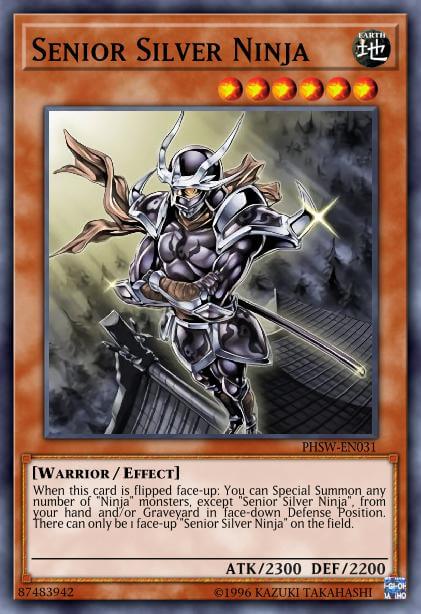 Senior Silver Ninja
EARTH
地
PHSW-EN031
[Warrior / Effect]
When this card is flipped face-up: You can Special Summon any
number of "Ninja" monsters, except "Senior Silver Ninja", from
your hand and/or Graveyard in face-down Defense Position.
There can only be 1 face-up "Senior Silver Ninja" on the field.
ATK/2300 DEF/2200
87483942
©1996 KAZUKI TAKAHASHI